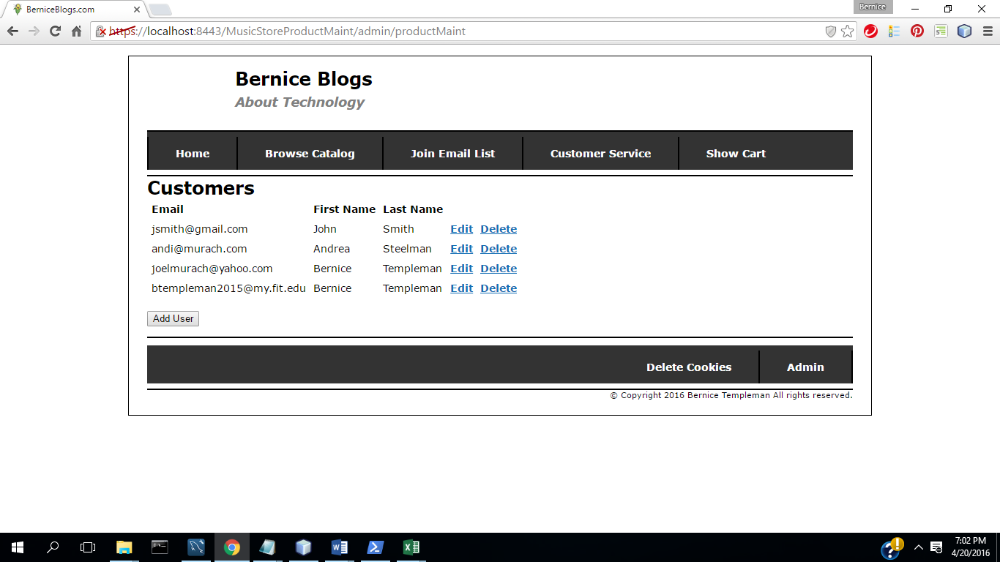 BerniceBlogs.com
Bernice
https://localhost:8443/MusicStoreProductMaint/admin/productMaint
Bernice Blogs
About Technology
Home Browse Catalog Join Email List Customer Service Show Cart
Customers
Email First Name Last Name
jsmith@gmail.com John Smith Edit Delete
andi@murach.com Andrea Steelman Edit Delete
joelmurach@yahoo.com Bernice Templeman Edit Delete
btempleman2015@my.fit.edu Bernice Templeman Edit Delete
Add User
Delete Cookies Admin
© Copyright 2016 Bernice Templeman All rights reserved.
7:02 PM
4/20/2016